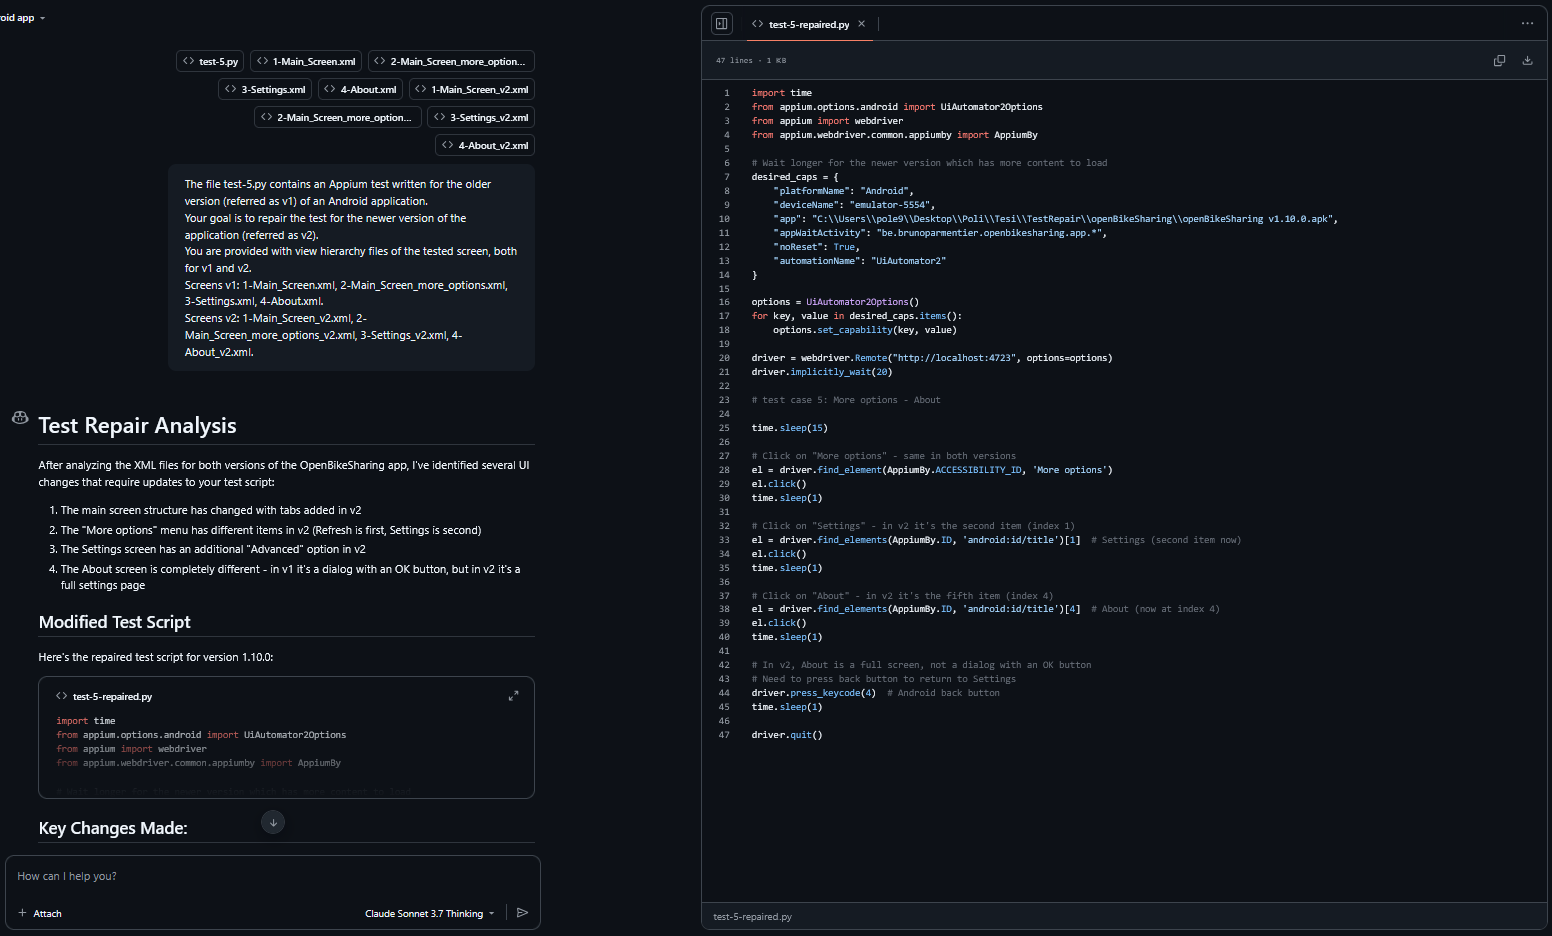 oid app
test-5.py
1-Main_Screen.xml
2-Main_Screen_more_option...
3-Settings.xml
4-About.xml
1-Main_Screen_v2.xml
2-Main_Screen_more_option...
3-Settings_v2.xml
4-About_v2.xml
The file test-5.py contains an Appium test written for the older
version (referred as v1) of an Android application.
Your goal is to repair the test for the newer version of the
application (referred as v2).
You are provided with view hierarchy files of the tested screen, both
for v1 and v2.
Screens v1: 1-Main_Screen.xml, 2-Main_Screen_more_options.xml,
3-Settings.xml, 4-About.xml.
Screens v2: 1-Main_Screen_v2.xml, 2-
Main_Screen_more_options_v2.xml, 3-Settings_v2.xml, 4-
About_v2.xml.
Test Repair Analysis
After analyzing the XML files for both versions of the OpenBikeSharing app, I've identified several UI
changes that require updates to your test script:
1. The main screen structure has changed with tabs added in v2
2. The "More options" menu has different items in v2 (Refresh is first, Settings is second)
3. The Settings screen has an additional "Advanced" option in v2
4. The About screen is completely different - in v1 it's a dialog with an OK button, but in v2 it's a
full settings page
Modified Test Script
Here's the repaired test script for version 1.10.0:
test-5-repaired.py
import time
from appium.options.android import UiAutomator2Options
from appium import webdriver
from appium.webdriver.common.appiumby import AppiumBy
# Wait longer for the newer version which has more content to load
Key Changes Made:
How can I help you?
Attach
Claude Sonnet 3.7 Thinking
test-5-repaired.py
47 lines · 1 KB
1 import time
2 from appium.options.android import UiAutomator2Options
3 from appium import webdriver
4 from appium.webdriver.common.appiumby import AppiumBy
5
6 # Wait longer for the newer version which has more content to load
7 desired_caps = {
8 "platformName": "Android",
9 "deviceName": "emulator-5554",
10 "app": "C:\\Users\\pole9\\Desktop\\Poli\\Tesi\\TestRepair\\openBikeSharing\\openBikeSharing v1.10.0.apk",
11 "appWaitActivity": "be.brunoparmentier.openbikesharing.app.*",
12 "noReset": True,
13 "automationName": "UiAutomator2"
14 }
15
16 options = UiAutomator2Options()
17 for key, value in desired_caps.items():
18 options.set_capability(key, value)
19
20 driver = webdriver.Remote("http://localhost:4723", options=options)
21 driver.implicitly_wait(20)
22
23 # test case 5: More options - About
24
25 time.sleep(15)
26
27 # Click on "More options" - same in both versions
28 el = driver.find_element(AppiumBy.ACCESSIBILITY_ID, 'More options')
29 el.click()
30 time.sleep(1)
31
32 # Click on "Settings" - in v2 it's the second item (index 1)
33 el = driver.find_elements(AppiumBy.ID, 'android:id/title')[1] # Settings (second item now)
34 el.click()
35 time.sleep(1)
36
37 # Click on "About" - in v2 it's the fifth item (index 4)
38 el = driver.find_elements(AppiumBy.ID, 'android:id/title')[4] # About (now at index 4)
39 el.click()
40 time.sleep(1)
41
42 # In v2, About is a full screen, not a dialog with an OK button
43 # Need to press back button to return to Settings
44 driver.press_keycode(4) # Android back button
45 time.sleep(1)
46
47 driver.quit()
test-5-repaired.py